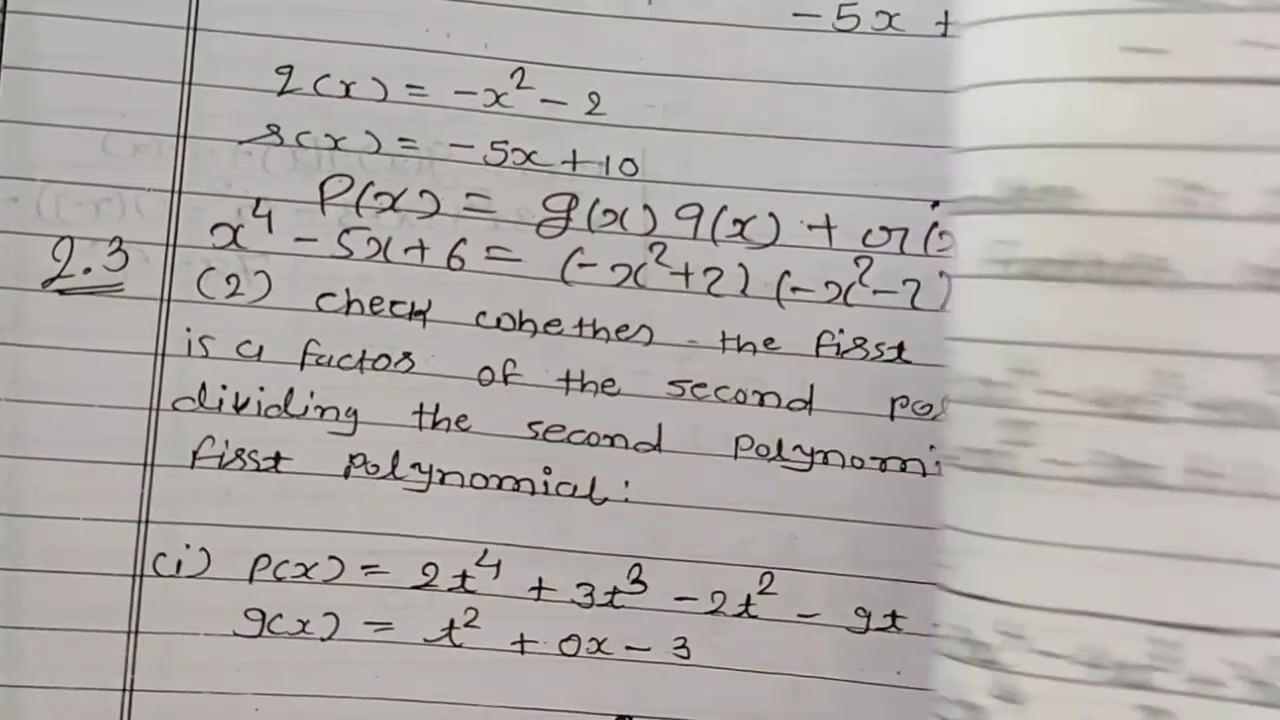 -5x +
q(x) = -x² - 2
r(x) = -5x+10
P(x) = g(x) q(x) + r(
x⁴ - 5x+6 = (-x²+2) (-x²-2)
2.3 (2) check whether the first
is a factor of the second po
dividing the second polynomi
first polynomial:
(i) p(x) = 2t⁴ + 3t³ - 2t² - 9t
g(x) = t² + 0x - 3